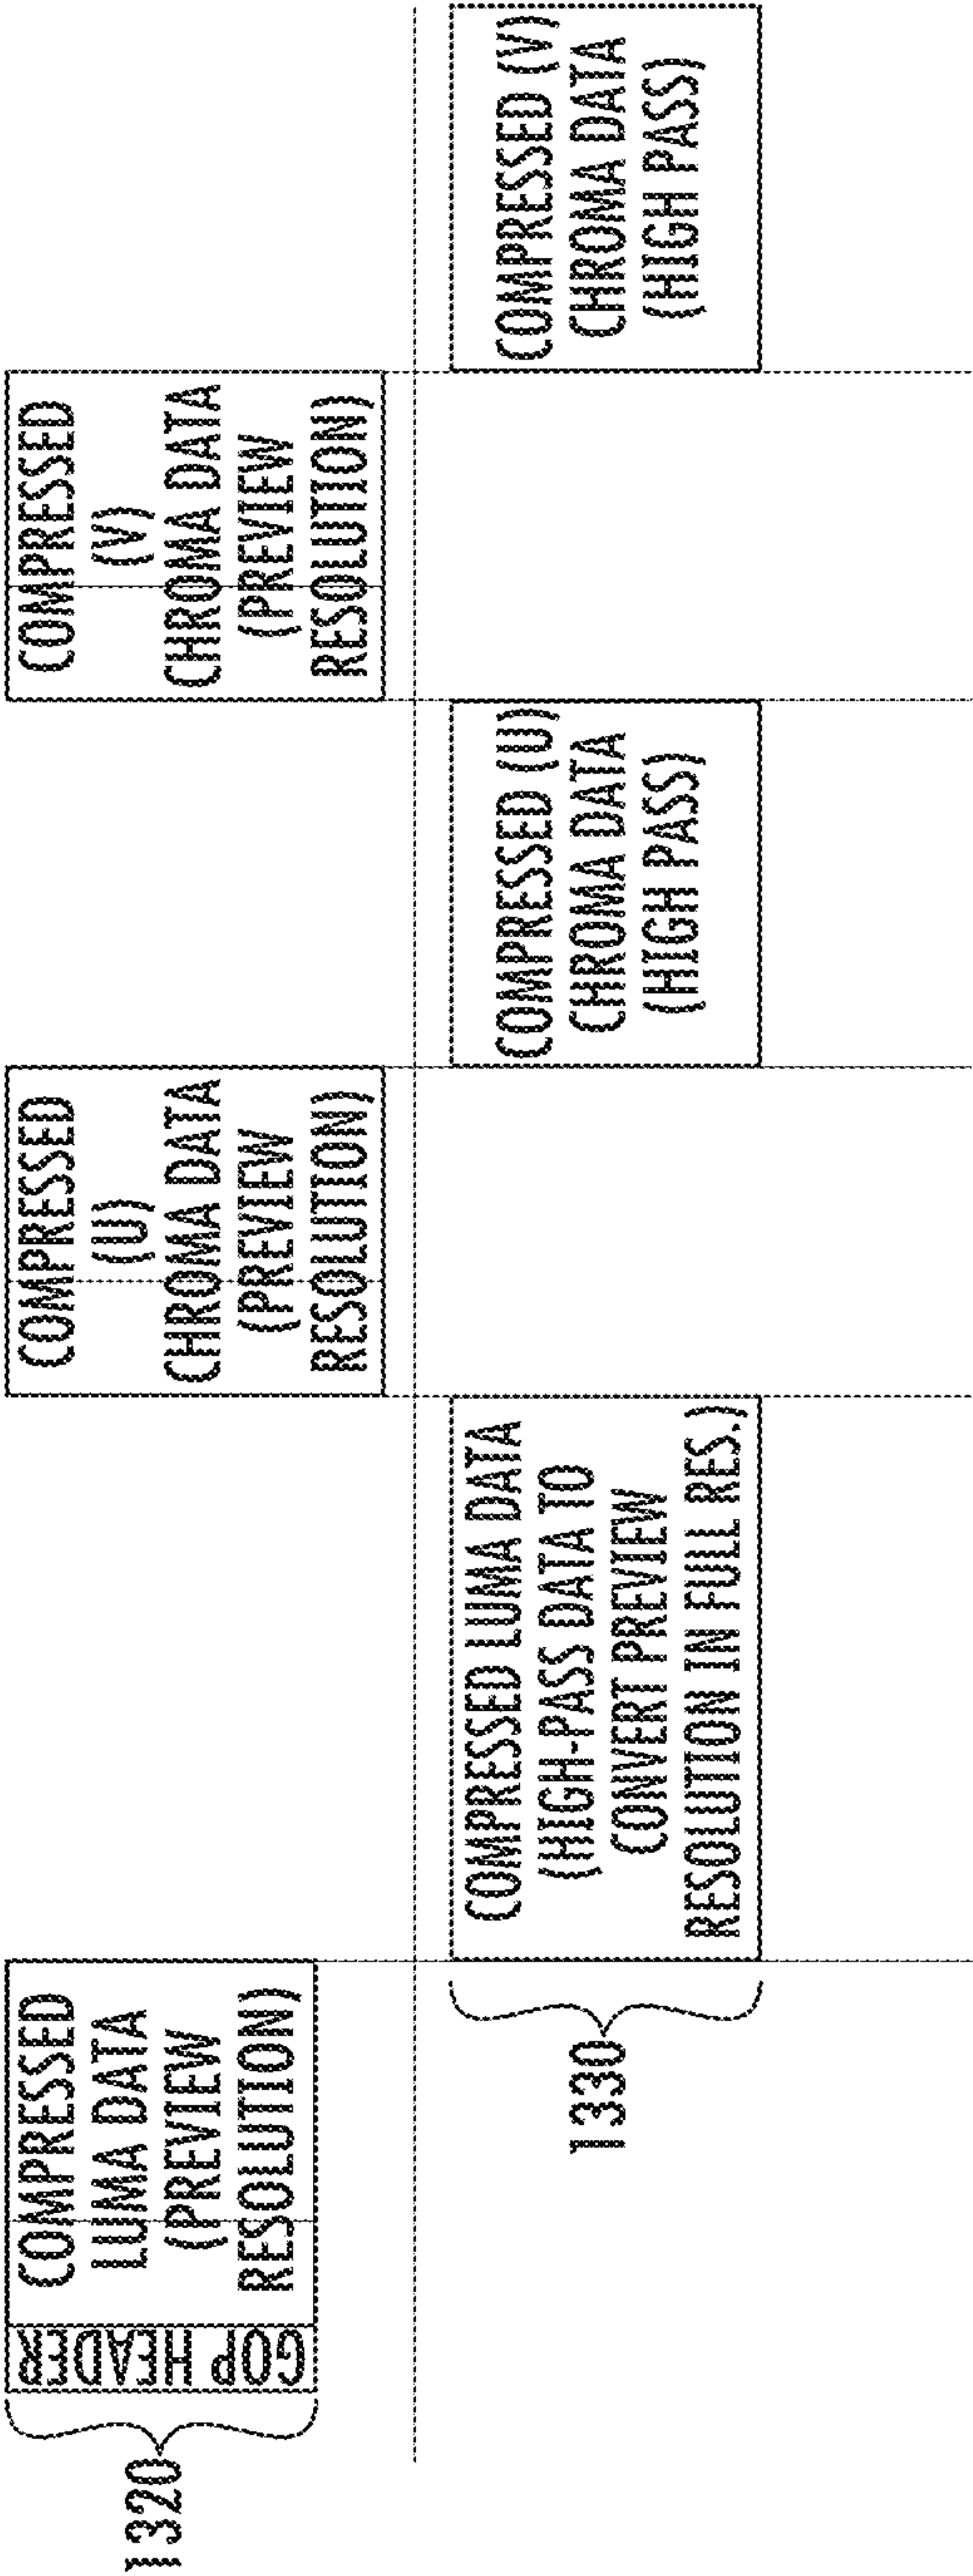 1320
GOP HEADER
COMPRESSED
LUMA DATA
(PREVIEW
RESOLUTION)
COMPRESSED
(U)
CHROMA DATA
(PREVIEW
RESOLUTION)
COMPRESSED
(V)
CHROMA DATA
(PREVIEW
RESOLUTION)
1330
COMPRESSED LUMA DATA
(HIGH-PASS DATA TO
CONVERT PREVIEW
RESOLUTION IN FULL RES.)
COMPRESSED (U)
CHROMA DATA
(HIGH PASS)
COMPRESSED (V)
CHROMA DATA
(HIGH PASS)